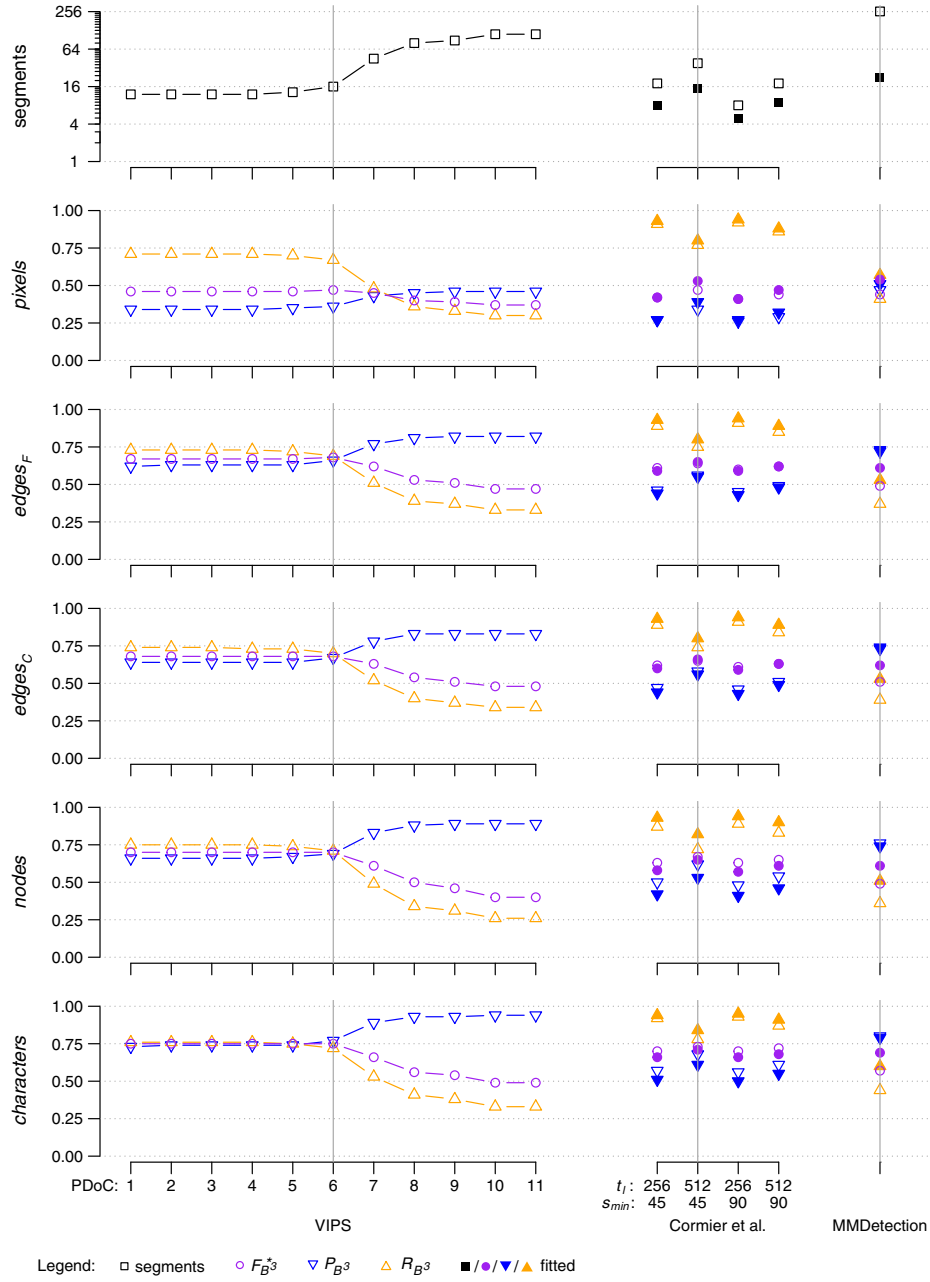 segments
256
64
16
4
1
pixels
1.00
0.75
0.50
0.25
0.00
edges_F
1.00
0.75
0.50
0.25
0.00
edges_C
1.00
0.75
0.50
0.25
0.00
nodes
1.00
0.75
0.50
0.25
0.00
characters
1.00
0.75
0.50
0.25
0.00
PDoC: 1 2 3 4 5 6 7 8 9 10 11
t_l : 256 512 256 512
s_min : 45 45 90 90
VIPS Cormier et al. MMDetection
Legend: segments F*_B³ P_B³ R_B³ / / / fitted